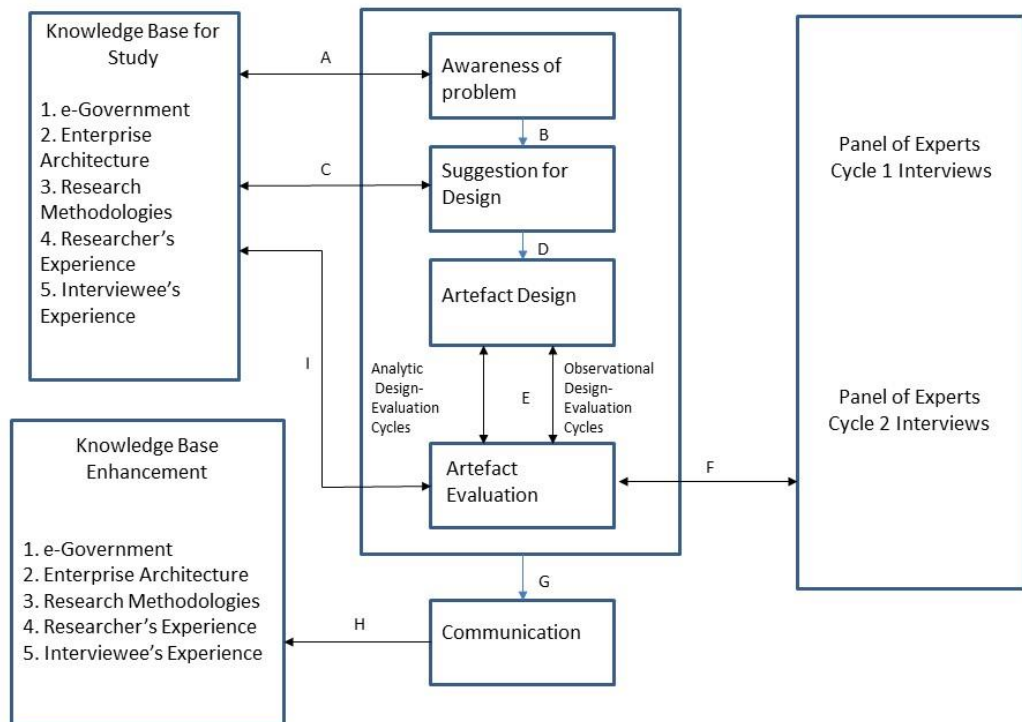 Knowledge Base for
Study
1. e-Government
2. Enterprise
Architecture
3. Research
Methodologies
4. Researcher’s
Experience
5. Interviewee’s
Experience
A
C
I
Awareness of
problem
B
Suggestion for
Design
D
Artefact Design
Analytic
Design-
Evaluation
Cycles
E
Observational
Design-
Evaluation
Cycles
Artefact
Evaluation
F
Panel of Experts
Cycle 1 Interviews
Panel of Experts
Cycle 2 Interviews
G
Communication
H
Knowledge Base
Enhancement
1. e-Government
2. Enterprise Architecture
3. Research Methodologies
4. Researcher’s Experience
5. Interviewee’s Experience